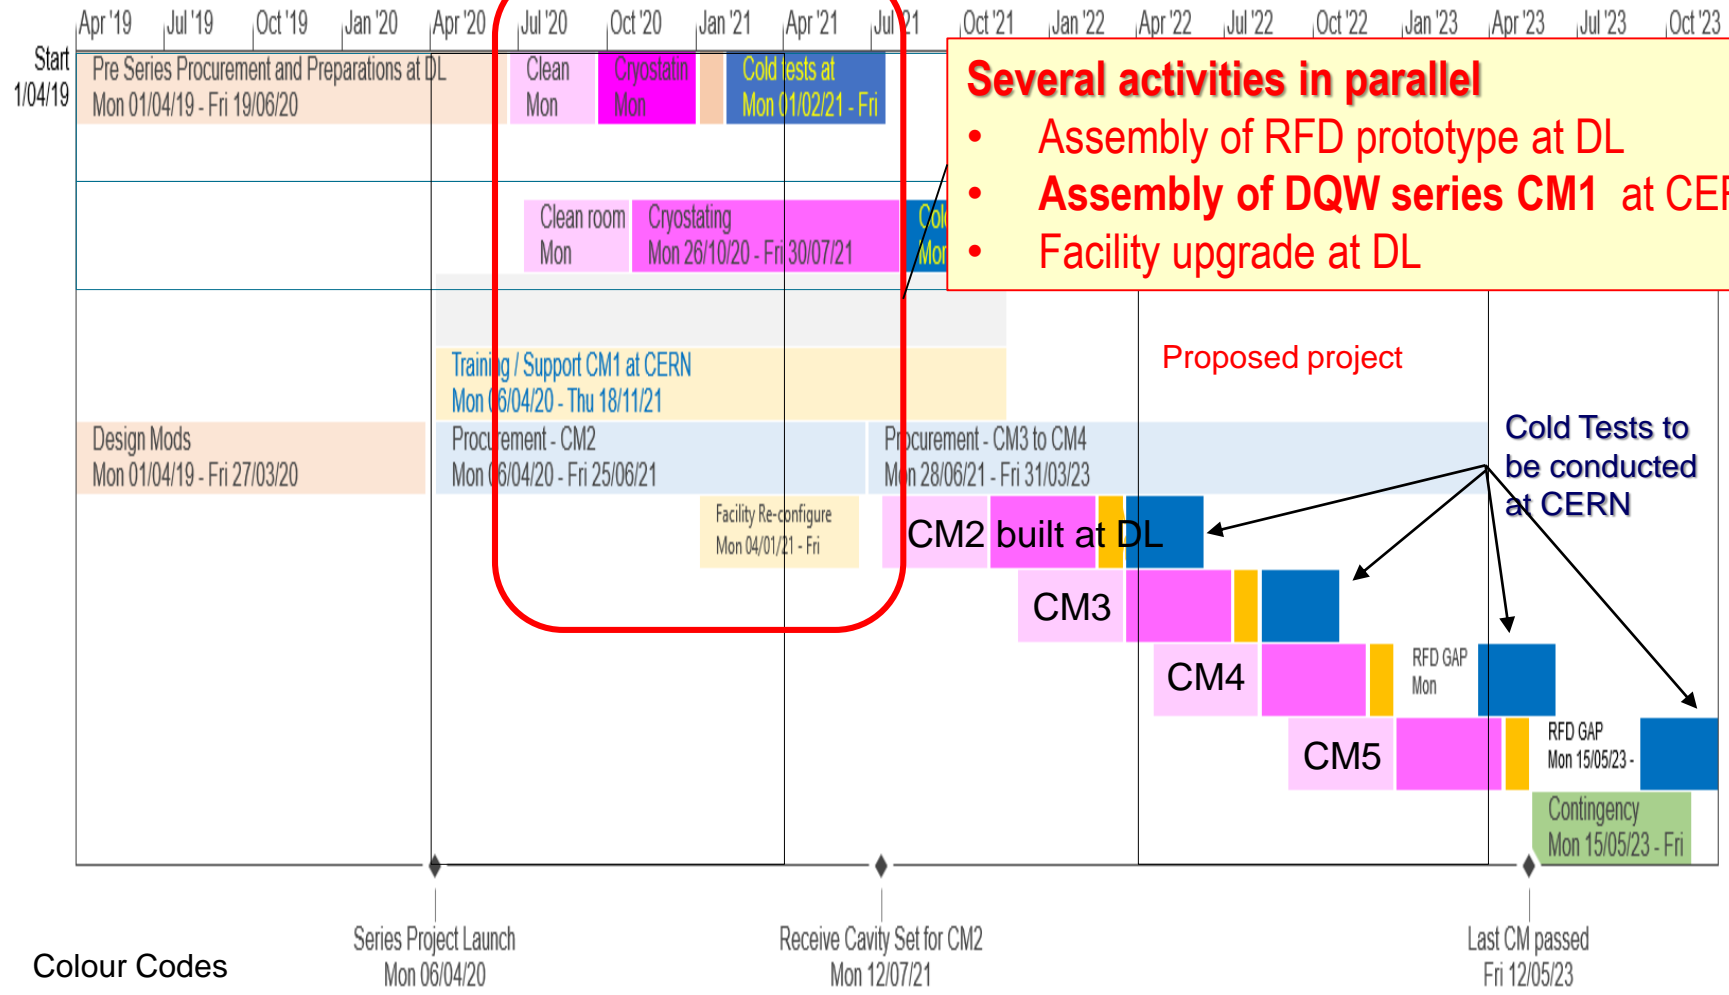 Apr '19 Jul '19 Oct '19 Jan '20 Apr '20 Jul '20 Oct '20 Jan '21 Apr '21 Jul '21 Oct '21 Jan '22 Apr '22 Jul '22 Oct '22 Jan '23 Apr '23 Jul '23 Oct '23
Start
1/04/19
Pre Series Procurement and Preparations at DL
Mon 01/04/19 - Fri 19/06/20
Clean
Mon
Cryostatin
Mon
Cold tests at
Mon 01/02/21 - Fri
Several activities in parallel
• Assembly of RFD prototype at DL
• Assembly of DQW series CM1 at CER
• Facility upgrade at DL
Clean room
Mon
Cryostating
Mon 26/10/20 - Fri 30/07/21
Col
Mon
Training / Support CM1 at CERN
Mon 06/04/20 - Thu 18/11/21
Proposed project
Design Mods
Mon 01/04/19 - Fri 27/03/20
Procurement - CM2
Mon 06/04/20 - Fri 25/06/21
Procurement - CM3 to CM4
Mon 28/06/21 - Fri 31/03/23
Cold Tests to
be conducted
at CERN
Facility Re-configure
Mon 04/01/21 - Fri
CM2 built at DL
CM3
CM4
RFD GAP
Mon
CM5
RFD GAP
Mon 15/05/23 -
Contingency
Mon 15/05/23 - Fri
Series Project Launch
Mon 06/04/20
Receive Cavity Set for CM2
Mon 12/07/21
Last CM passed
Fri 12/05/23
Colour Codes